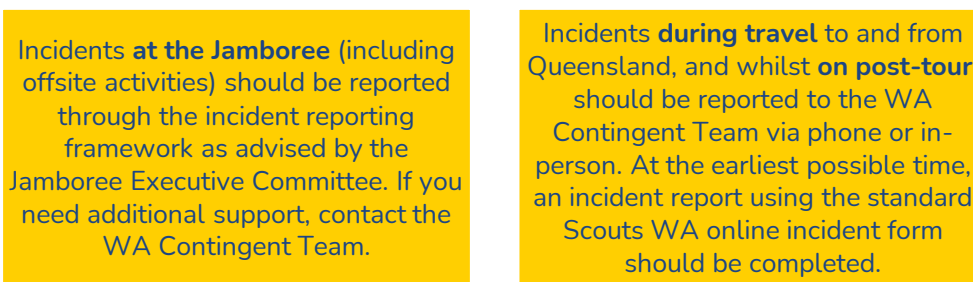 Incidents at the Jamboree (including
offsite activities) should be reported
through the incident reporting
framework as advised by the
Jamboree Executive Committee. If you
need additional support, contact the
WA Contingent Team.
Incidents during travel to and from
Queensland, and whilst on post-tour
should be reported to the WA
Contingent Team via phone or in-
person. At the earliest possible time,
an incident report using the standard
Scouts WA online incident form
should be completed.